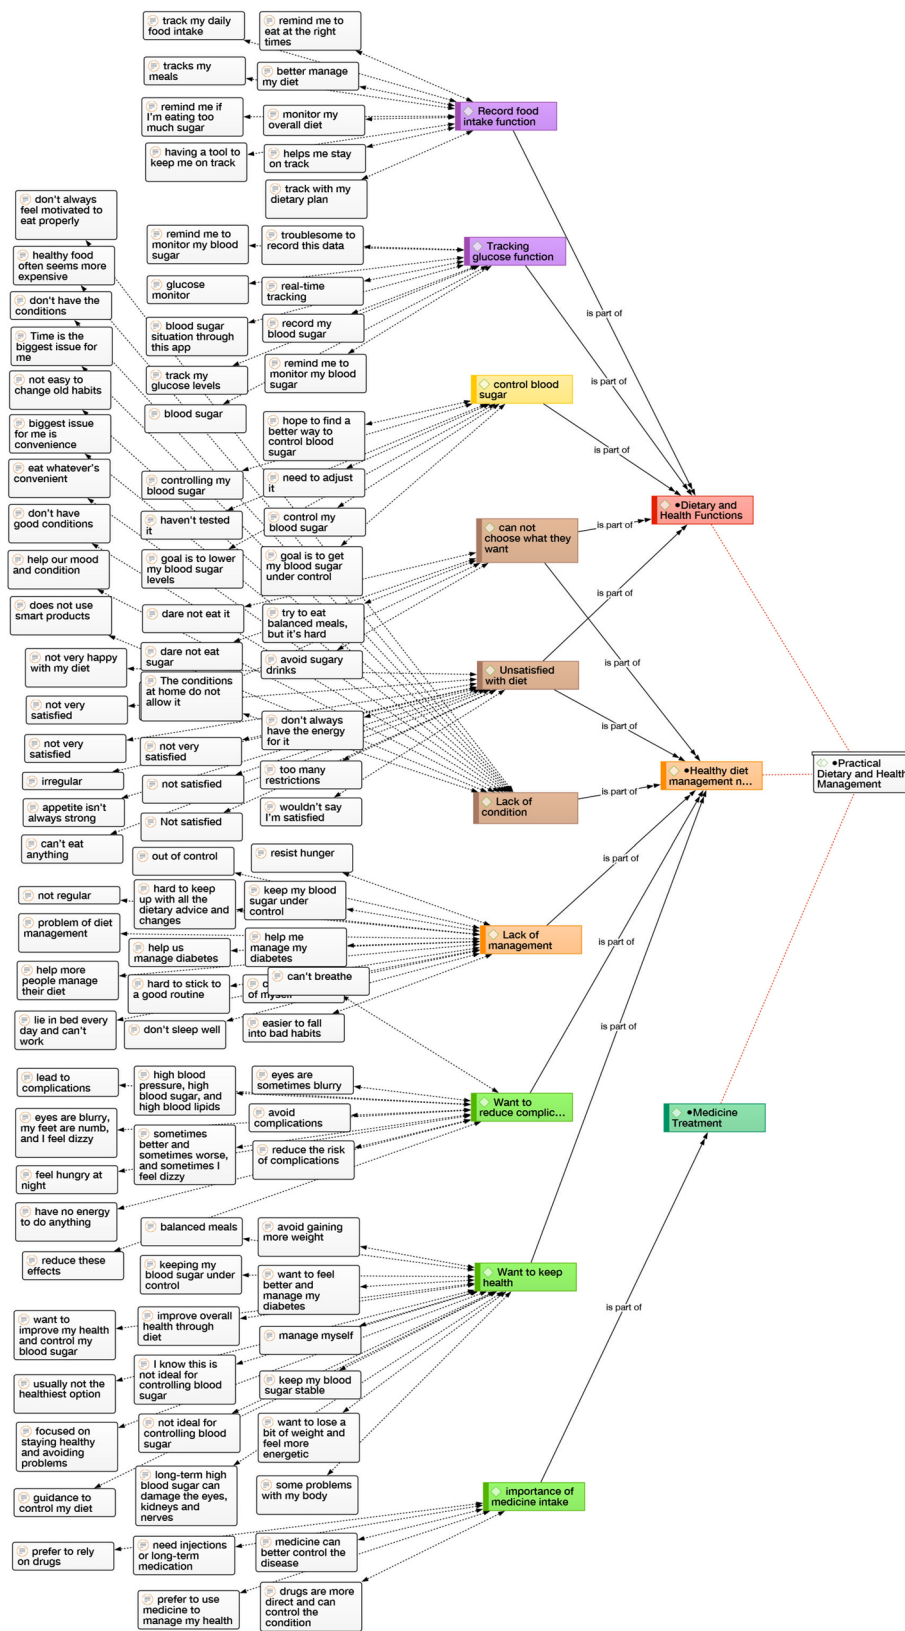 track my daily
food intake
remind me to
eat at the right
times
tracks my
meals
better manage
my diet
remind me if
I'm eating too
much sugar
monitor my
overall diet
having a tool to
keep me on track
helps me stay
on track
track with my
dietary plan
Record food
intake function
don't always
feel motivated to
eat properly
healthy food
often seems more
expensive
don't have the
conditions
Time is the
biggest issue for
me
not easy to
change old habits
biggest issue
for me is
convenience
eat whatever's
convenient
don't have
good conditions
help our mood
and condition
does not use
smart products
remind me to
monitor my blood
sugar
troublesome to
record this data
glucose
monitor
real-time
tracking
blood sugar
situation through
this app
record my
blood sugar
track my
glucose levels
remind me to
monitor my blood
sugar
blood sugar
Tracking
glucose function
is part of
is part of
hope to find a
better way to
control blood
sugar
controlling my
blood sugar
need to adjust
it
haven't tested
it
control my
blood sugar
goal is to lower
my blood sugar
levels
goal is to get
my blood sugar
under control
control blood
sugar
is part of
dare not eat it
try to eat
balanced meals,
but it's hard
dare not eat
sugar
avoid sugary
drinks
can not
choose what they
want
is part of
is part of
is part of
●Dietary and
Health Functions
The conditions
at home do not
allow it
not very happy
with my diet
not very
satisfied
not very
satisfied
not very
satisfied
don't always
have the energy
for it
irregular
not satisfied
too many
restrictions
appetite isn't
always strong
Not satisfied
wouldn't say
I'm satisfied
can't eat
anything
Unsatisfied
with diet
is part of
Lack of
condition
is part of
●Healthy diet
management n...
●Practical
Dietary and Health
Management
out of control
resist hunger
not regular
hard to keep
up with all the
dietary advice and
changes
keep my blood
sugar under
control
problem of diet
management
help us
manage diabetes
help me
manage my
diabetes
help more
people manage
their diet
hard to stick to
a good routine
can't breathe
c
of myself
lie in bed every
day and can't
work
don't sleep well
easier to fall
into bad habits
Lack of
management
is part of
is part of
is part of
lead to
complications
high blood
pressure, high
blood sugar, and
high blood lipids
eyes are
sometimes blurry
eyes are blurry,
my feet are numb,
and I feel dizzy
avoid
complications
sometimes
better and
sometimes worse,
and sometimes I
feel dizzy
reduce the risk
of complications
feel hungry at
night
have no energy
to do anything
reduce these
effects
Want to
reduce complic...
●Medicine
Treatment
balanced meals
avoid gaining
more weight
keeping my
blood sugar under
control
want to feel
better and
manage my
diabetes
want to
improve my health
and control my
blood sugar
improve overall
health through
diet
manage myself
usually not the
healthiest option
I know this is
not ideal for
controlling blood
sugar
keep my blood
sugar stable
focused on
staying healthy
and avoiding
problems
not ideal for
controlling blood
sugar
want to lose a
bit of weight and
feel more
energetic
guidance to
control my diet
long-term high
blood sugar can
damage the eyes,
kidneys and
nerves
some problems
with my body
Want to keep
health
is part of
prefer to rely
on drugs
need injections
or long-term
medication
medicine can
better control the
disease
prefer to use
medicine to
manage my health
drugs are more
direct and can
control the
condition
importance of
medicine intake